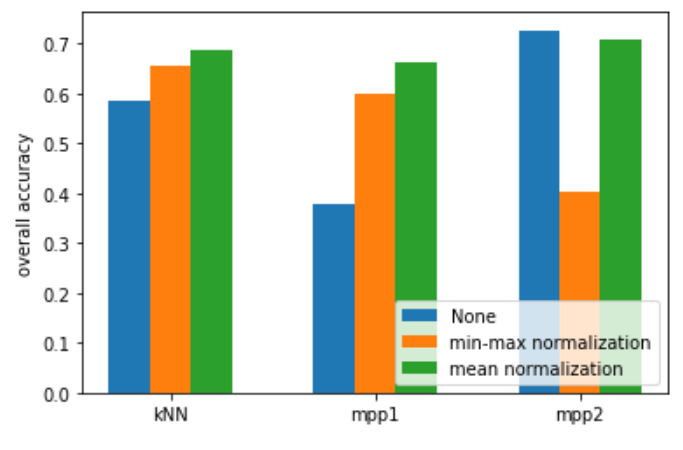 overall accuracy
0.7
0.6
0.5
0.4
0.3
0.2
0.1
0.0
kNN
mpp1
mpp2
None
min-max normalization
mean normalization